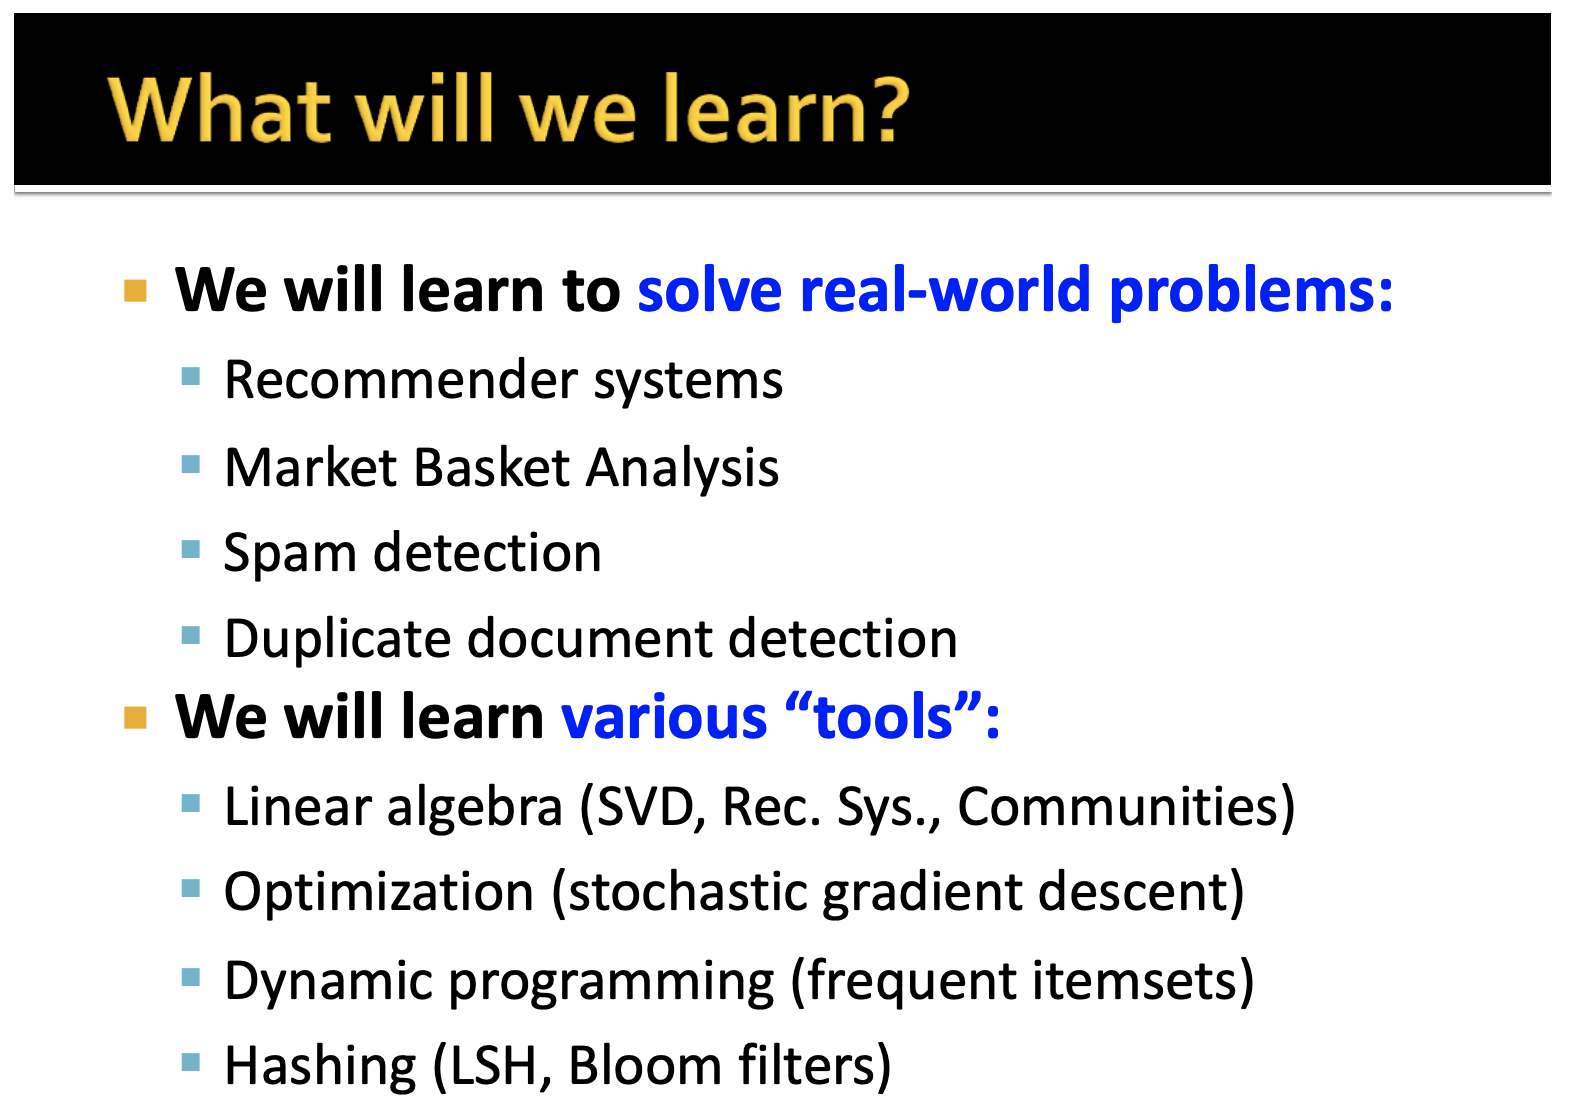 What will we learn?
We will learn to solve real-world problems:
Recommender systems
Market Basket Analysis
Spam detection
Duplicate document detection
We will learn various “tools”:
Linear algebra (SVD, Rec. Sys., Communities)
Optimization (stochastic gradient descent)
Dynamic programming (frequent itemsets)
Hashing (LSH, Bloom filters)